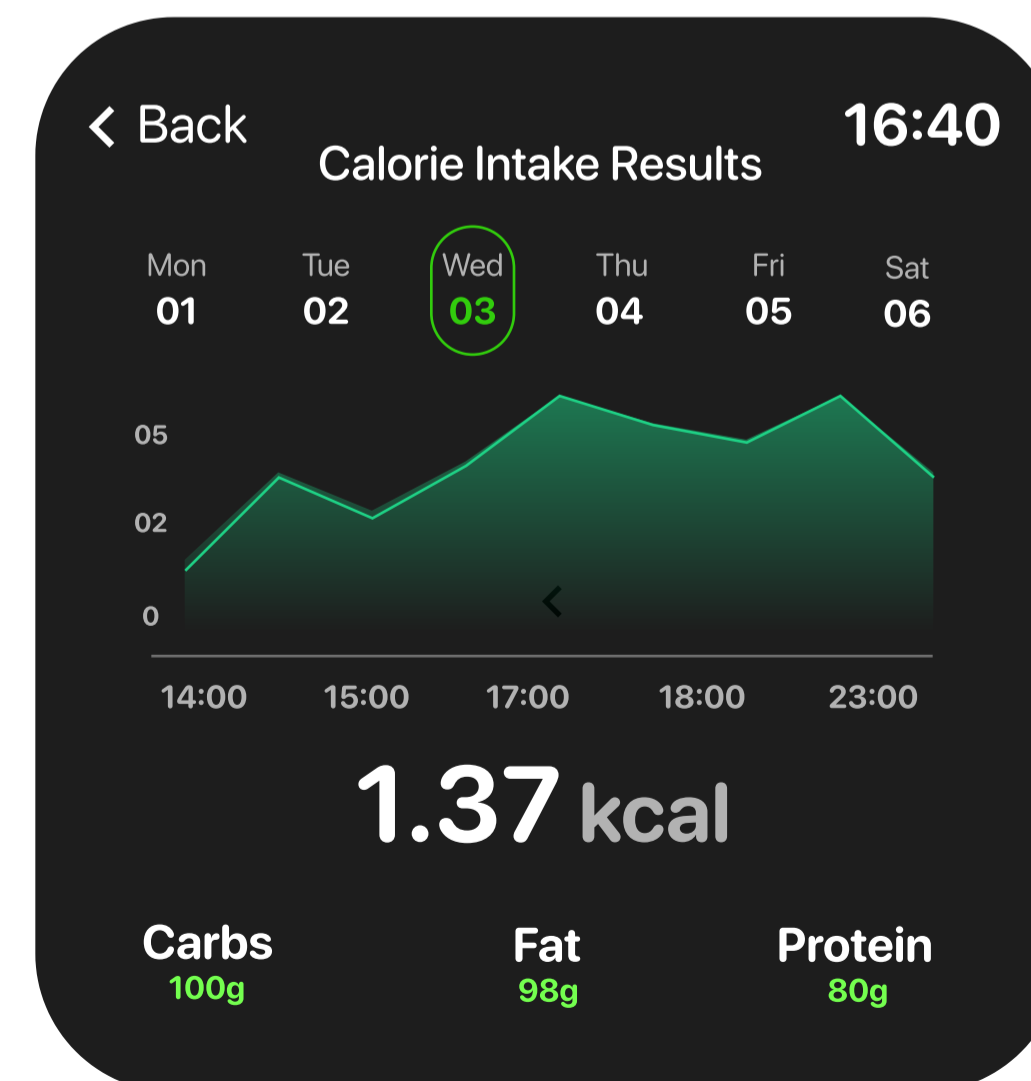 Back
16:40
Calorie Intake Results
Mon Tue Wed Thu Fri Sat
01 02 03 04 05 06
05
02
0
14:00 15:00 17:00 18:00 23:00
1.37 kcal
Carbs Fat Protein
100g 98g 80g